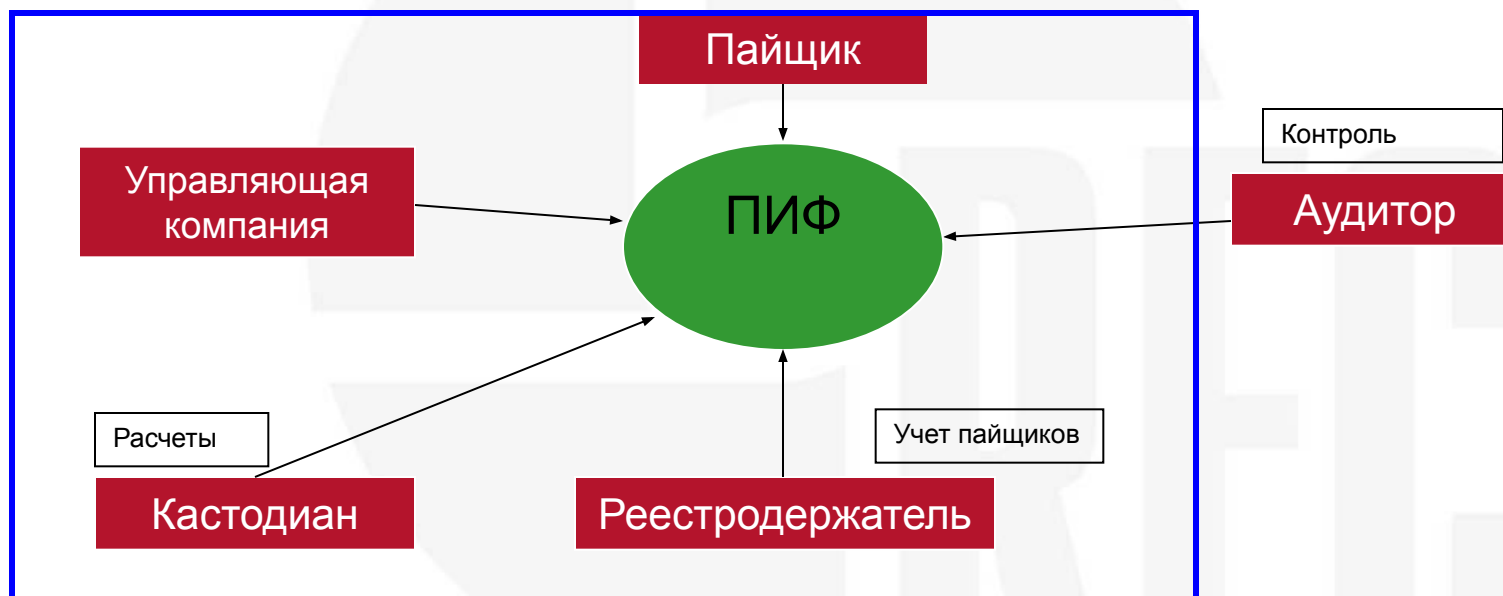 Пайщик
Контроль
Управляющая
компания
ПИФ
Аудитор
Расчеты
Учет пайщиков
Кастодиан
Реестродержатель